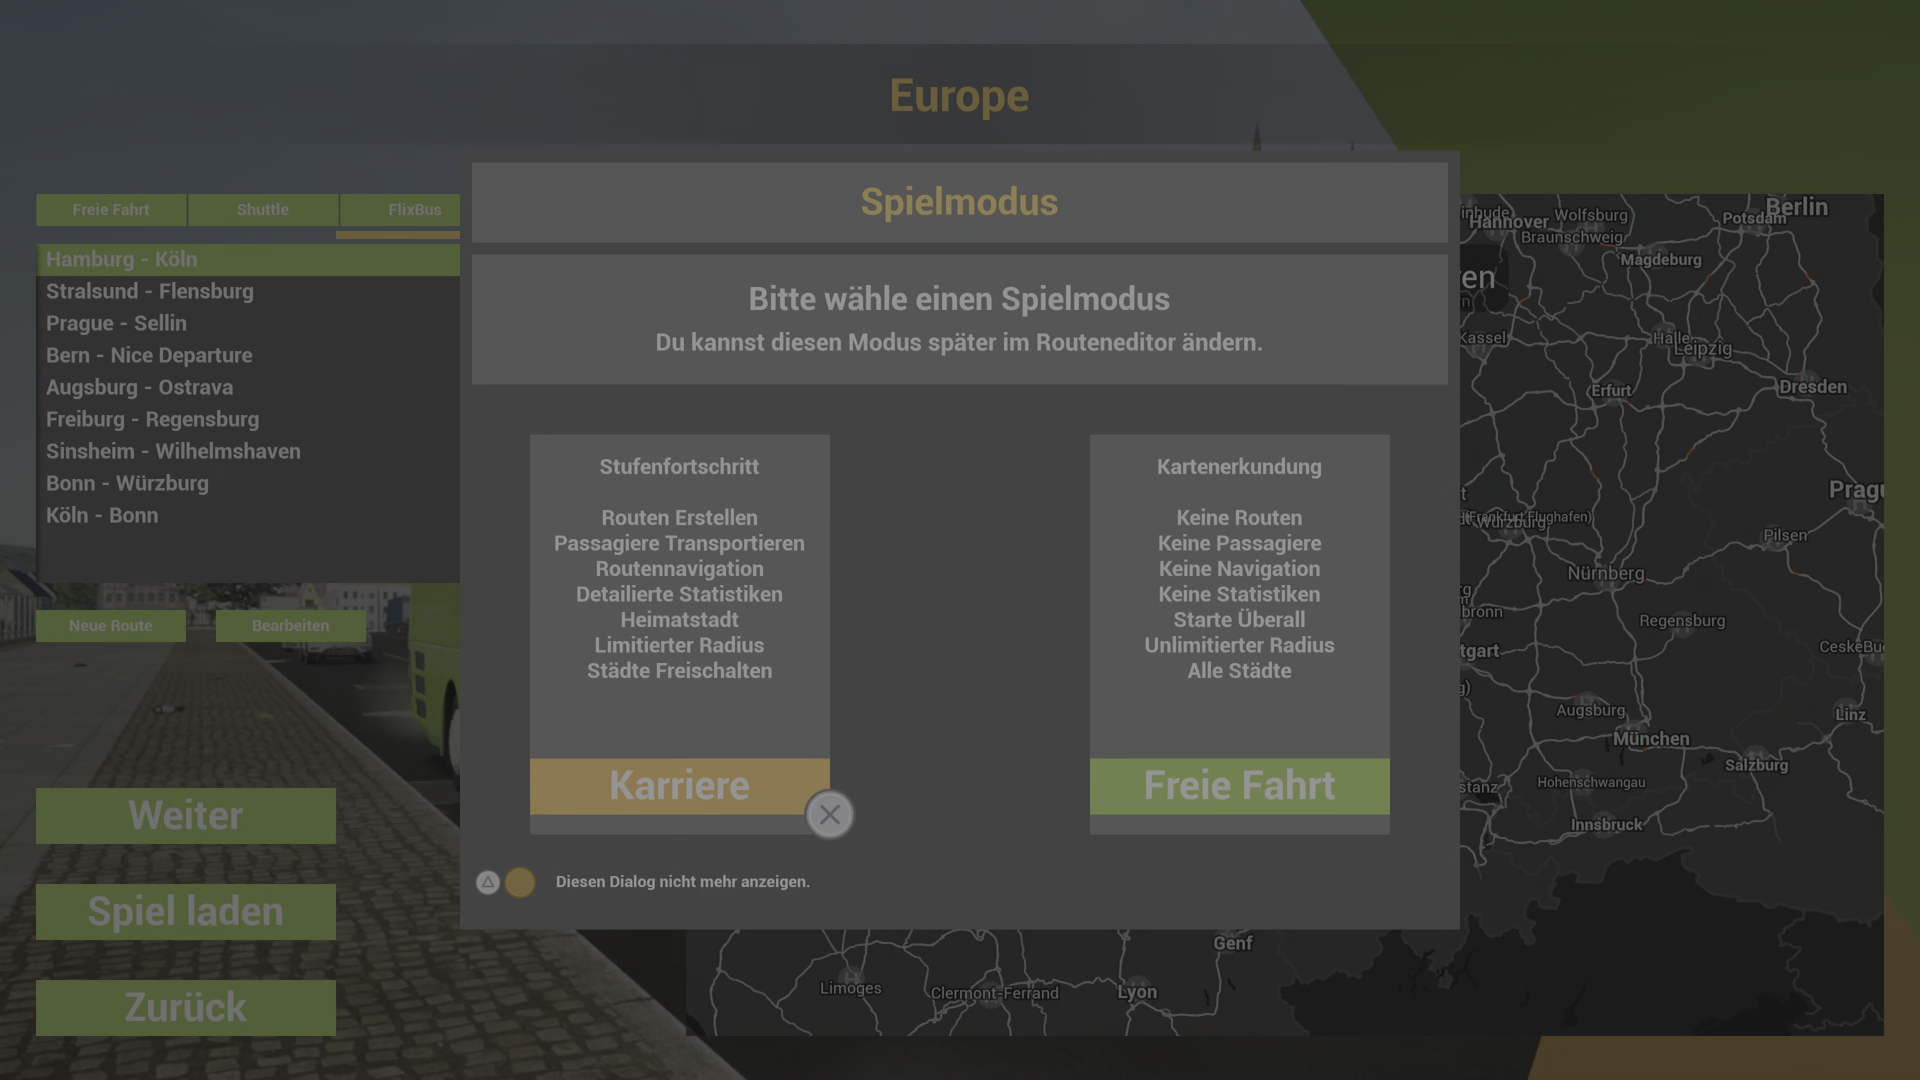 Europe
Spielmodus
Bitte wähle einen Spielmodus
Du kannst diesen Modus später im Routeneditor ändern.
Freie Fahrt
Shuttle
FlixBus
Hamburg - Köln
Stralsund - Flensburg
Prague - Sellin
Bern - Nice Departure
Augsburg - Ostrava
Freiburg - Regensburg
Sinsheim - Wilhelmshaven
Bonn - Würzburg
Köln - Bonn
Neue Route
Bearbeiten
Weiter
Spiel laden
Zurück
Stufenfortschritt
Routen Erstellen
Passagiere Transportieren
Routennavigation
Detailierte Statistiken
Heimatstadt
Limitierter Radius
Städte Freischalten
Karriere
Kartenerkundung
Keine Routen
Keine Passagiere
Keine Navigation
Keine Statistiken
Starte Überall
Unlimitierter Radius
Alle Städte
Freie Fahrt
Diesen Dialog nicht mehr anzeigen.
Hannover
Wolfsburg
Braunschweig
Potsdam
Berlin
Magdeburg
ren
Kassel
Halle
Leipzig
Erfurt
Dresden
(Frankfurt Flughafen)
Würzburg
Pilsen
Nürnberg
Regensburg
Augsburg
München
Linz
Salzburg
Hohenschwangau
Innsbruck
Genf
Limoges
Clermont-Ferrand
Lyon